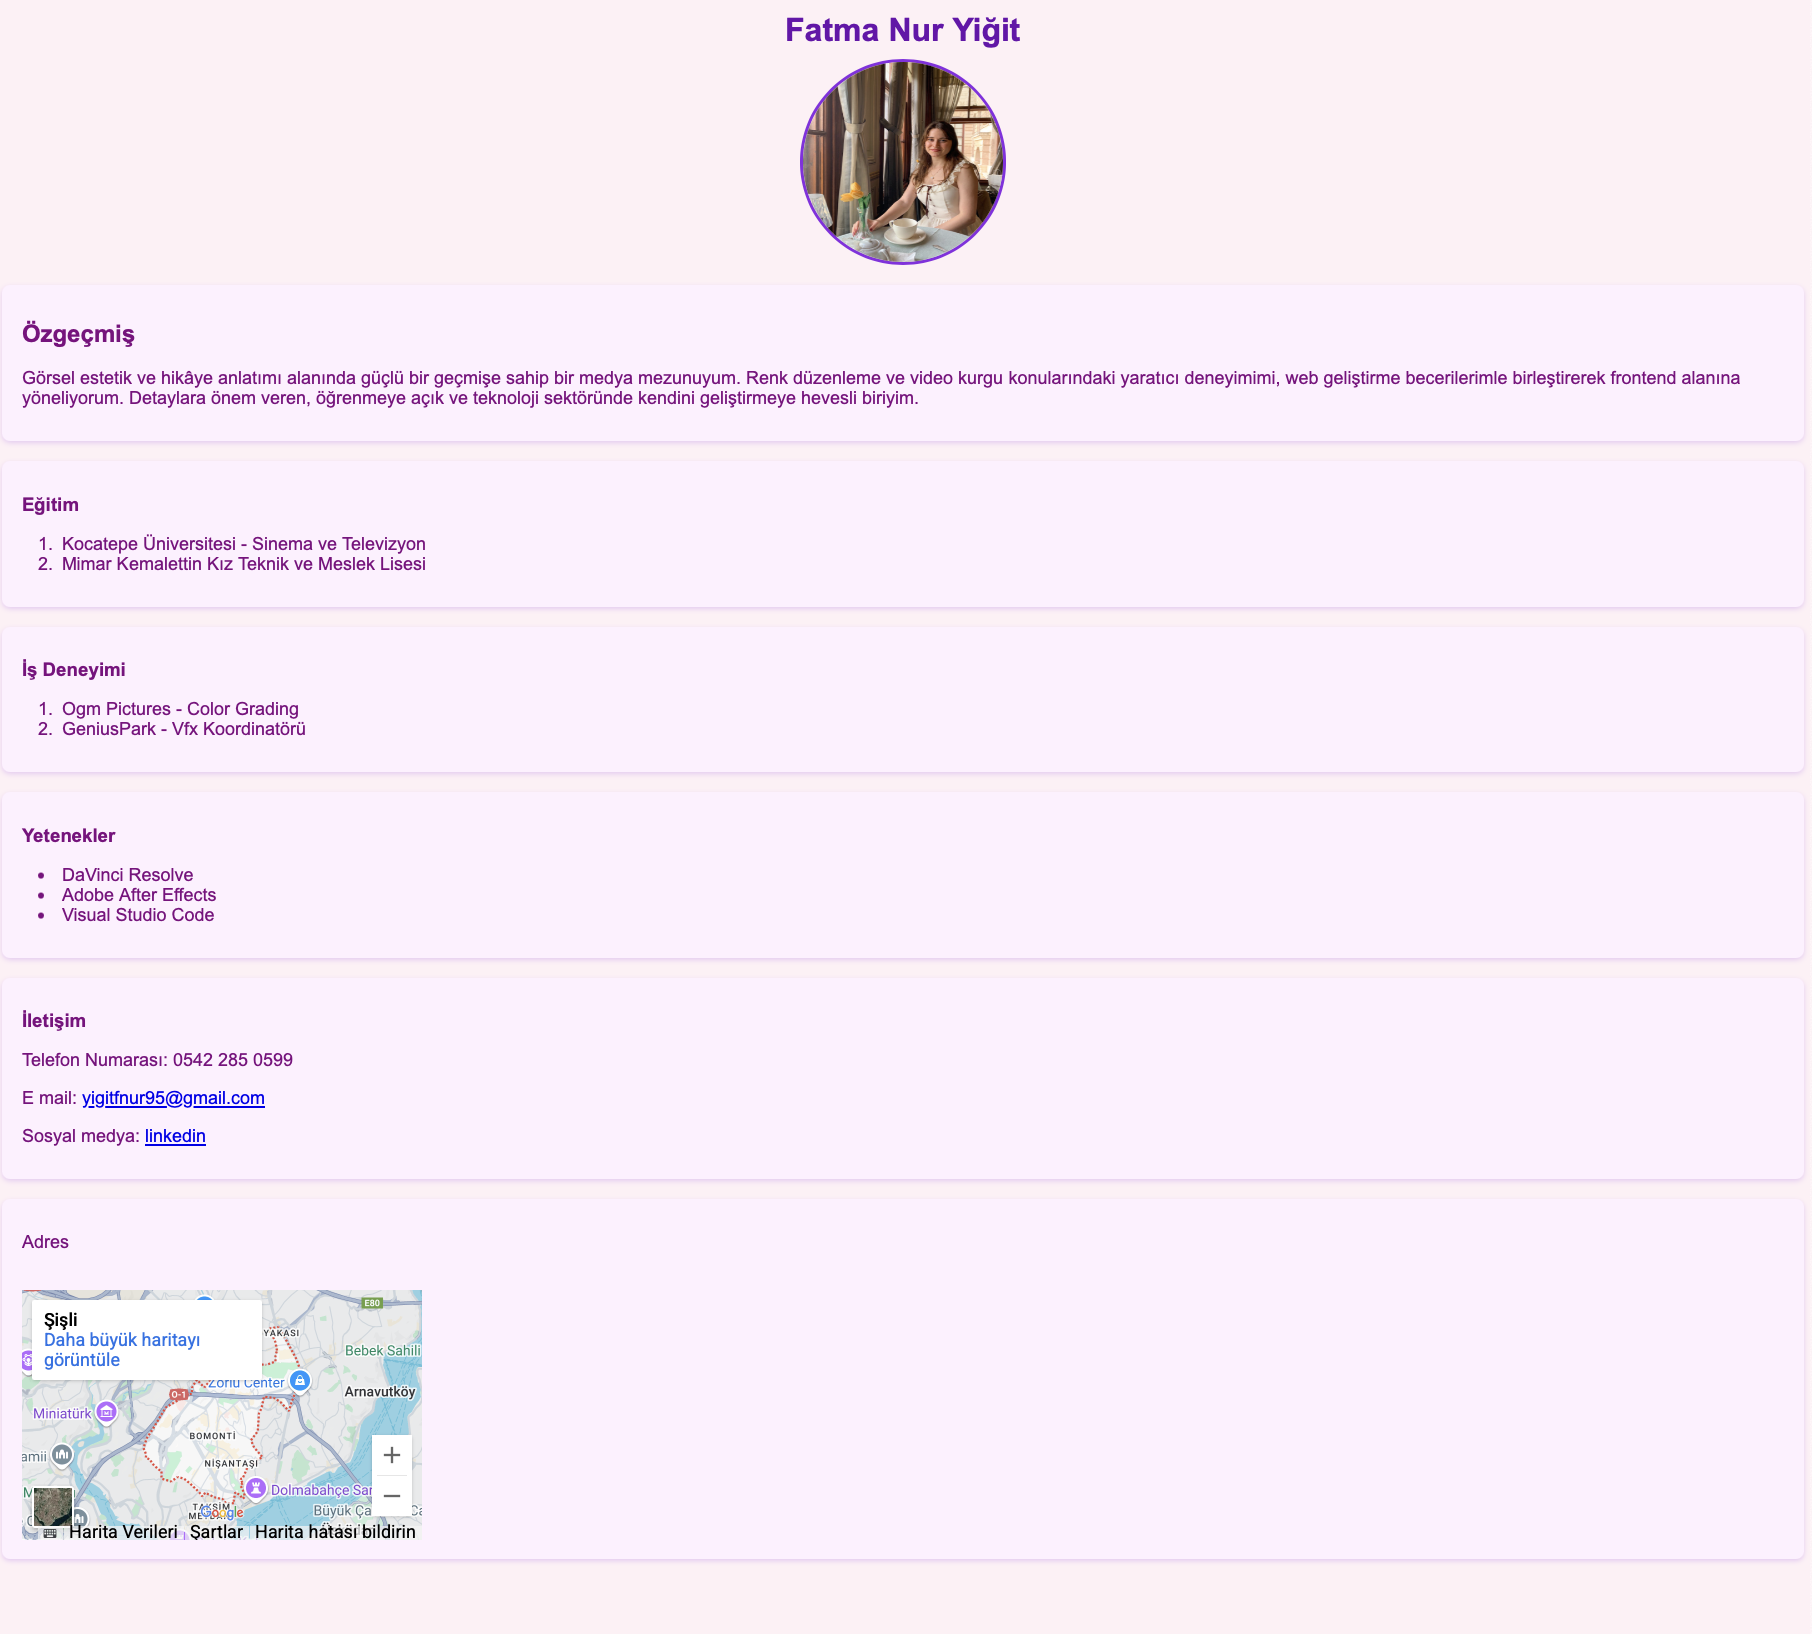 Fatma Nur Yiğit
Özgeçmiş
Görsel estetik ve hikâye anlatımı alanında güçlü bir geçmişe sahip bir medya mezunuyum. Renk düzenleme ve video kurgu konularındaki yaratıcı deneyimimi, web geliştirme becerilerimle birleştirerek frontend alanına
yöneliyorum. Detaylara önem veren, öğrenmeye açık ve teknoloji sektöründe kendini geliştirmeye hevesli biriyim.
Eğitim
1. Kocatepe Üniversitesi - Sinema ve Televizyon
2. Mimar Kemalettin Kız Teknik ve Meslek Lisesi
İş Deneyimi
1. Ogm Pictures - Color Grading
2. GeniusPark - Vfx Koordinatörü
Yetenekler
• DaVinci Resolve
• Adobe After Effects
• Visual Studio Code
İletişim
Telefon Numarası: 0542 285 0599
E mail: yigitfnur95@gmail.com
Sosyal medya: linkedin
Adres
E80
Şişli
Daha büyük haritayı
görüntüle
YAKASI
Bebek Sahili
Zorlu Center
Arnavutköy
O-1
Miniatürk
BOMONTİ
amii
NİŞANTAŞI
Dolmabahçe Sar
TAKSİM
Google
Büyük Ça
Harita Verileri Şartlar Harita hatası bildirin